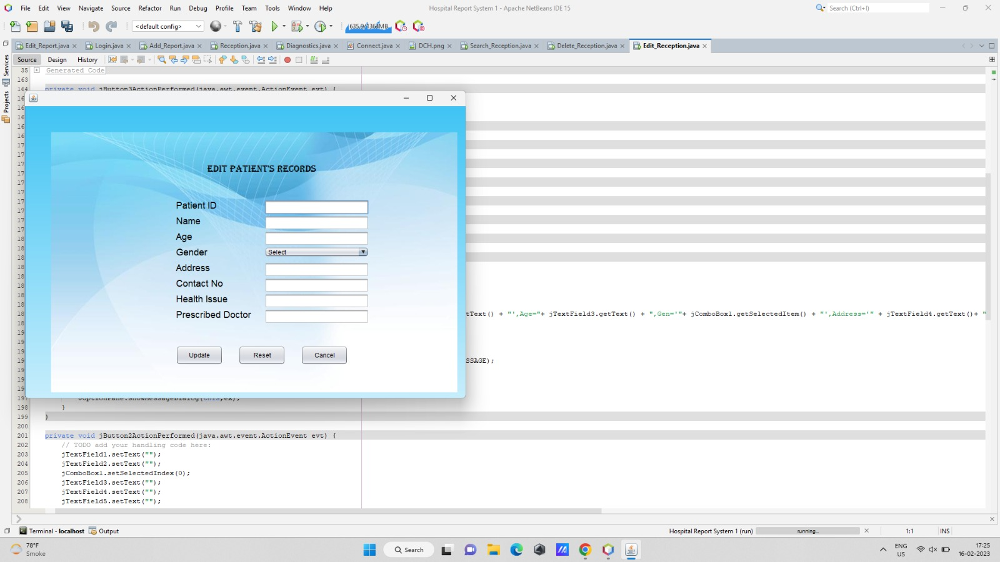 File Edit View Navigate Source Refactor Run Debug Profile Team Tools Window Help Hospital Report System 1 - Apache NetBeans IDE 15 Search (Ctrl+I)
<default config> 635.9/1364MB
Edit_Report.java Login.java Add_Report.java Reception.java Diagnostics.java Connect.java DCH.png Search_Reception.java Delete_Reception.java Edit_Reception.java
Source Design History
Services
Projects
35 Generated Code
163
164 private void jButton3ActionPerformed(java.awt.event.ActionEvent evt) {
EDIT PATIENT'S RECORDS
Patient ID
Name
Age
Gender Select
Address
Contact No
Health Issue
Prescribed Doctor
Update Reset Cancel
tText() + "',Age="+ jTextField3.getText() + ",Gen='"+ jComboBox1.getSelectedItem() + "',Address='" + jTextField4.getText()+ "
SSAGE);
197 JOptionPane.showMessageDialog(this,ex);
198 }
199 }
200
201 private void jButton2ActionPerformed(java.awt.event.ActionEvent evt) {
202 // TODO add your handling code here:
203 jTextField1.setText("");
204 jTextField2.setText("");
205 jComboBox1.setSelectedIndex(0);
206 jTextField3.setText("");
207 jTextField4.setText("");
208 jTextField5.setText("");
Terminal - localhost Output Hospital Report System 1 (run) running... 1:1 INS
78°F
Smoke
Search
ENG
US
17:25
16-02-2023